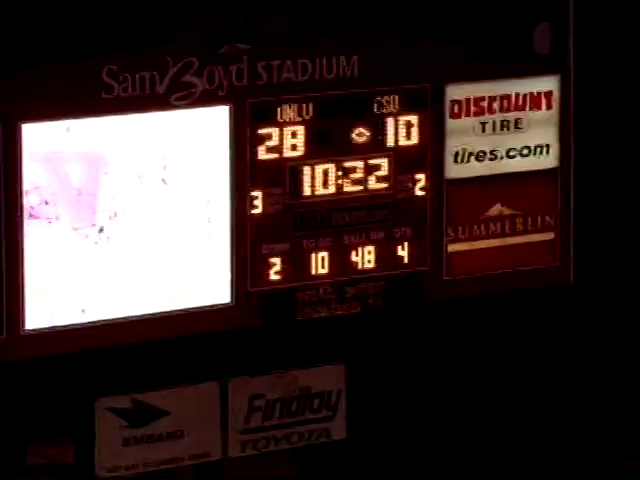 Sam Boyd STADIUM
UNLV CSU
28 10
10:22
3 2
DOWN TO GO BALL ON QTR
2 10 48 4
DISCOUNT
TIRE
tires.com
SUMMERLIN
EMBARQ
Findlay
TOYOTA